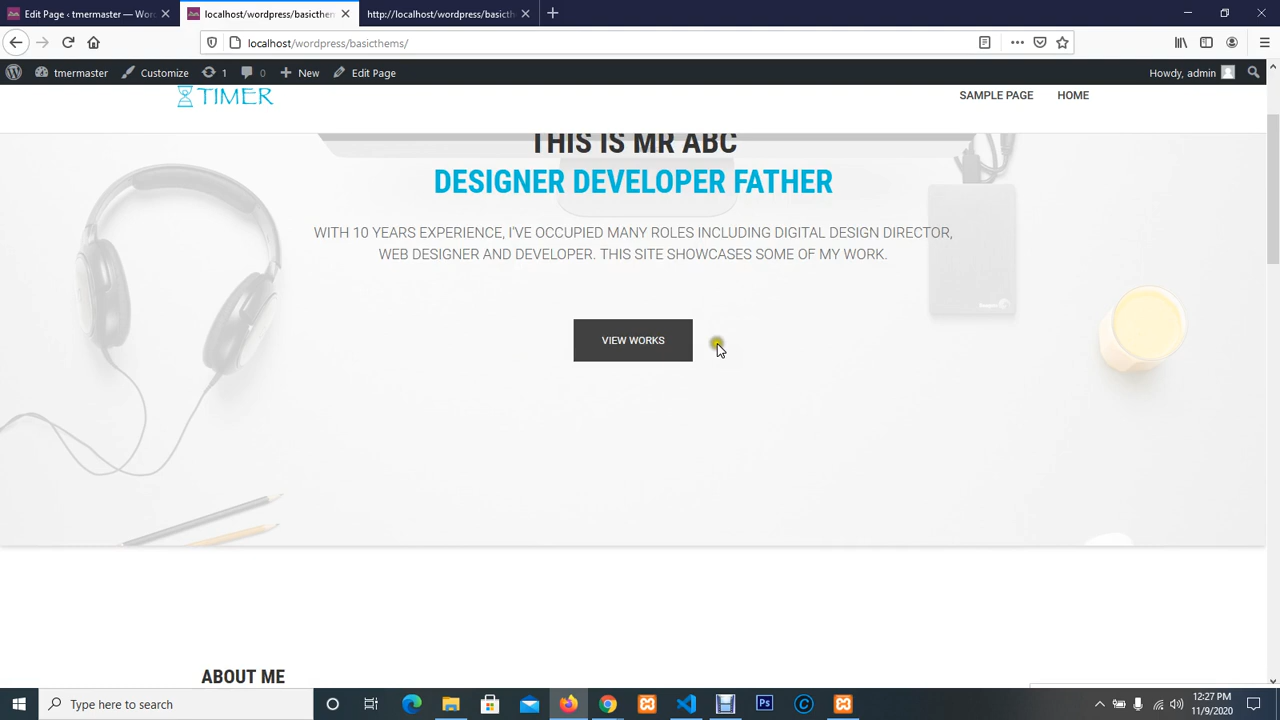 Edit Page ‹ tmermaster — Wor
localhost/wordpress/basicthem
http://localhost/wordpress/basicth
localhost/wordpress/basicthems/
tmermaster
Customize
1
0
New
Edit Page
Howdy, admin
TIMER
SAMPLE PAGE
HOME
THIS IS MR ABC
DESIGNER DEVELOPER FATHER
WITH 10 YEARS EXPERIENCE, I'VE OCCUPIED MANY ROLES INCLUDING DIGITAL DESIGN DIRECTOR,
WEB DESIGNER AND DEVELOPER. THIS SITE SHOWCASES SOME OF MY WORK.
VIEW WORKS
ABOUT ME
Type here to search
12:27 PM
11/9/2020